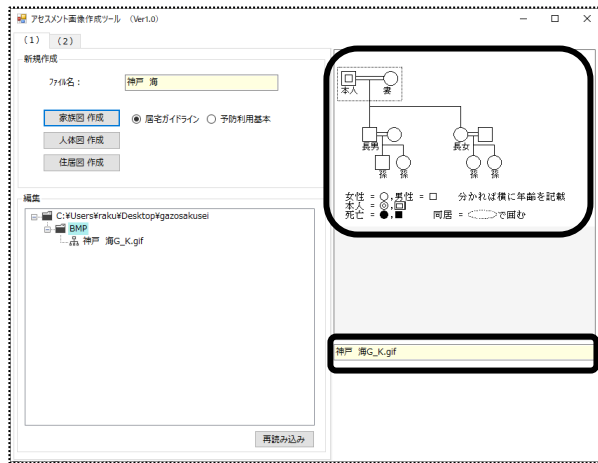 アセスメント画像作成ツール (Ver1.0)
(1) (2)
新規作成
ファイル名: 神戸 海
家族図 作成 居宅ガイドライン 予防利用基本
人体図 作成
住居図 作成
編集
C:¥Users¥raku¥Desktop¥gazosakusei
BMP
神戸 海G_K.gif
再読み込み
本人 妻
長男 長女
孫 孫 孫 孫
女性 = ○,男性 = □ 分かれば横に年齢を記載
本人 = ◎,回
死亡 = ●,■ 同居 = で囲む
神戸 海G_K.gif